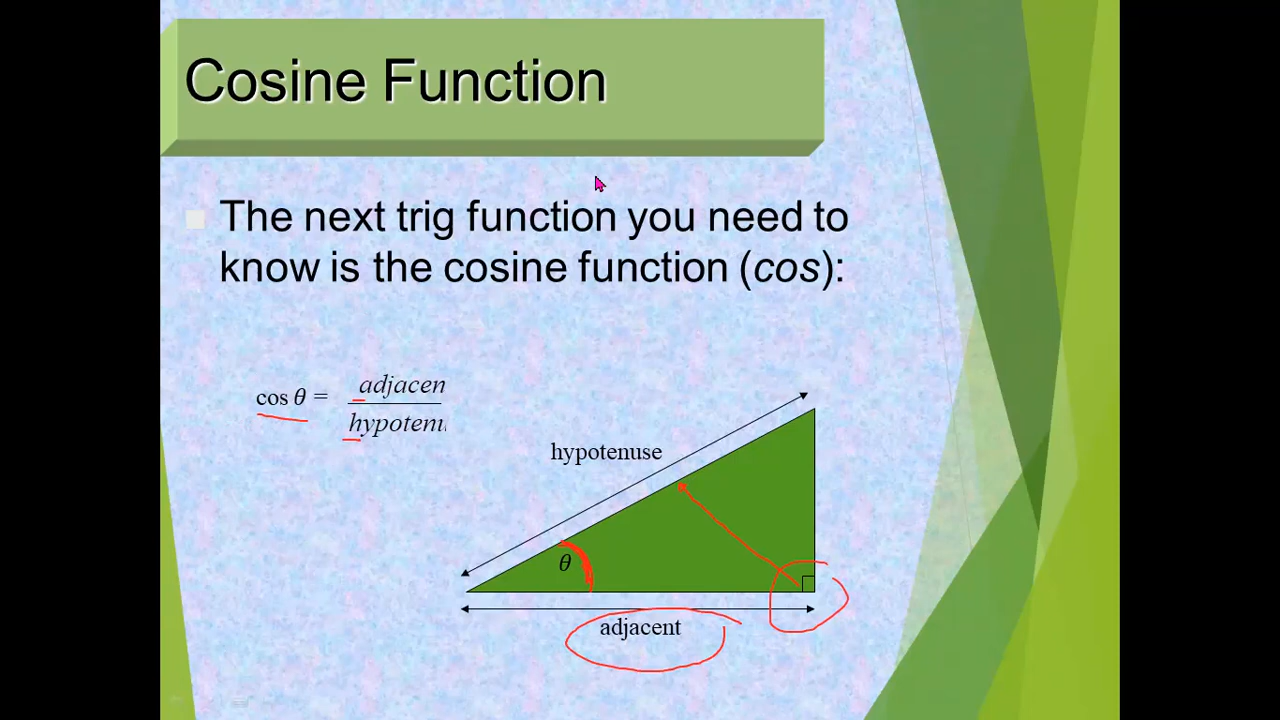 Cosine Function
The next trig function you need to
know is the cosine function (cos):
cos θ = adjacen
hypotenu
hypotenuse
θ
adjacent